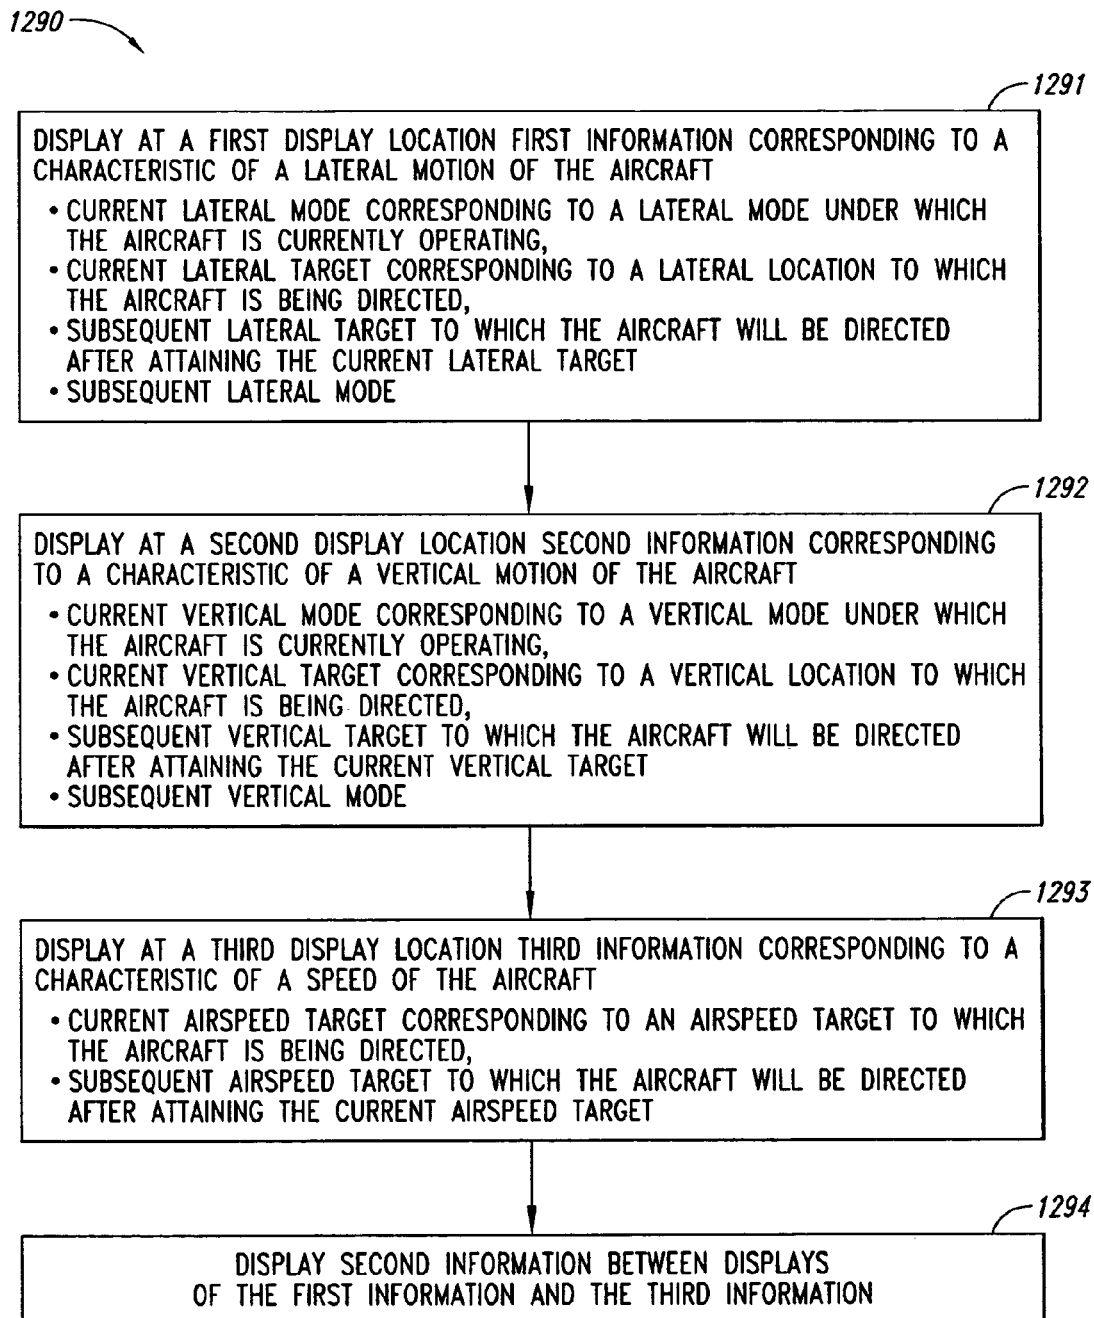 1290
1291
DISPLAY AT A FIRST DISPLAY LOCATION FIRST INFORMATION CORRESPONDING TO A
CHARACTERISTIC OF A LATERAL MOTION OF THE AIRCRAFT
• CURRENT LATERAL MODE CORRESPONDING TO A LATERAL MODE UNDER WHICH
THE AIRCRAFT IS CURRENTLY OPERATING,
• CURRENT LATERAL TARGET CORRESPONDING TO A LATERAL LOCATION TO WHICH
THE AIRCRAFT IS BEING DIRECTED,
• SUBSEQUENT LATERAL TARGET TO WHICH THE AIRCRAFT WILL BE DIRECTED
AFTER ATTAINING THE CURRENT LATERAL TARGET
• SUBSEQUENT LATERAL MODE
1292
DISPLAY AT A SECOND DISPLAY LOCATION SECOND INFORMATION CORRESPONDING
TO A CHARACTERISTIC OF A VERTICAL MOTION OF THE AIRCRAFT
• CURRENT VERTICAL MODE CORRESPONDING TO A VERTICAL MODE UNDER WHICH
THE AIRCRAFT IS CURRENTLY OPERATING,
• CURRENT VERTICAL TARGET CORRESPONDING TO A VERTICAL LOCATION TO WHICH
THE AIRCRAFT IS BEING DIRECTED,
• SUBSEQUENT VERTICAL TARGET TO WHICH THE AIRCRAFT WILL BE DIRECTED
AFTER ATTAINING THE CURRENT VERTICAL TARGET
• SUBSEQUENT VERTICAL MODE
1293
DISPLAY AT A THIRD DISPLAY LOCATION THIRD INFORMATION CORRESPONDING TO A
CHARACTERISTIC OF A SPEED OF THE AIRCRAFT
• CURRENT AIRSPEED TARGET CORRESPONDING TO AN AIRSPEED TARGET TO WHICH
THE AIRCRAFT IS BEING DIRECTED,
• SUBSEQUENT AIRSPEED TARGET TO WHICH THE AIRCRAFT WILL BE DIRECTED
AFTER ATTAINING THE CURRENT AIRSPEED TARGET
1294
DISPLAY SECOND INFORMATION BETWEEN DISPLAYS
OF THE FIRST INFORMATION AND THE THIRD INFORMATION